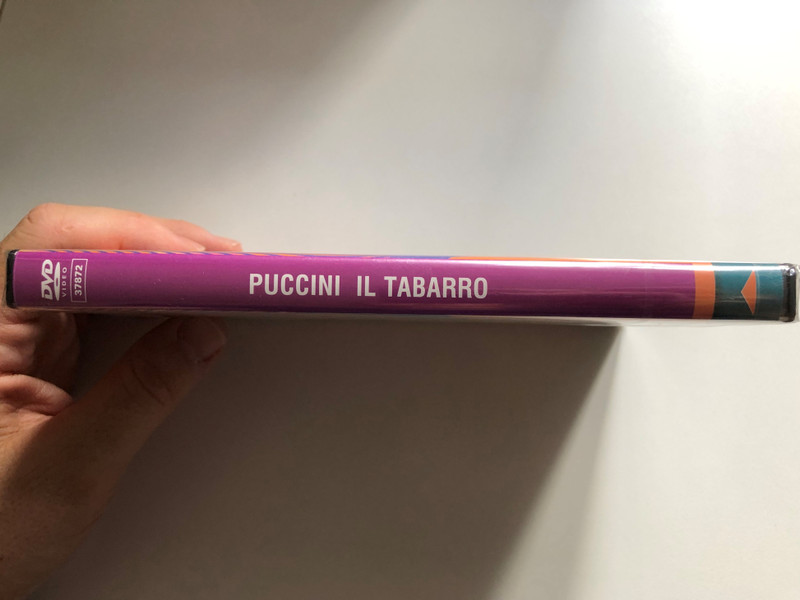 DVD
VIDEO
37872
PUCCINI IL TABARRO